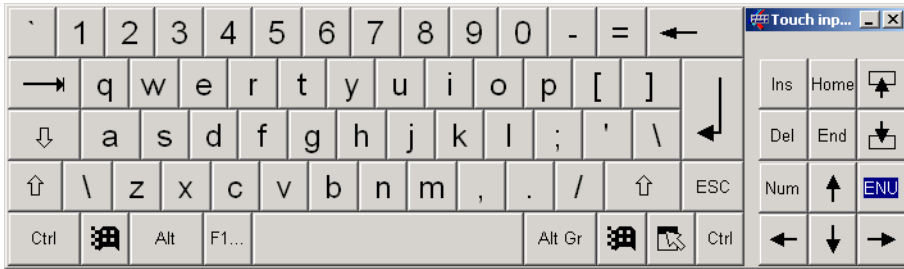 ` 1 2 3 4 5 6 7 8 9 0 - =
Touch inp...
q w e r t y u i o p [ ]
Ins Home
a s d f g h j k l ; ' \
Del End
\ z x c v b n m , . / ESC
Num ENU
Ctrl Alt F1... Alt Gr Ctrl